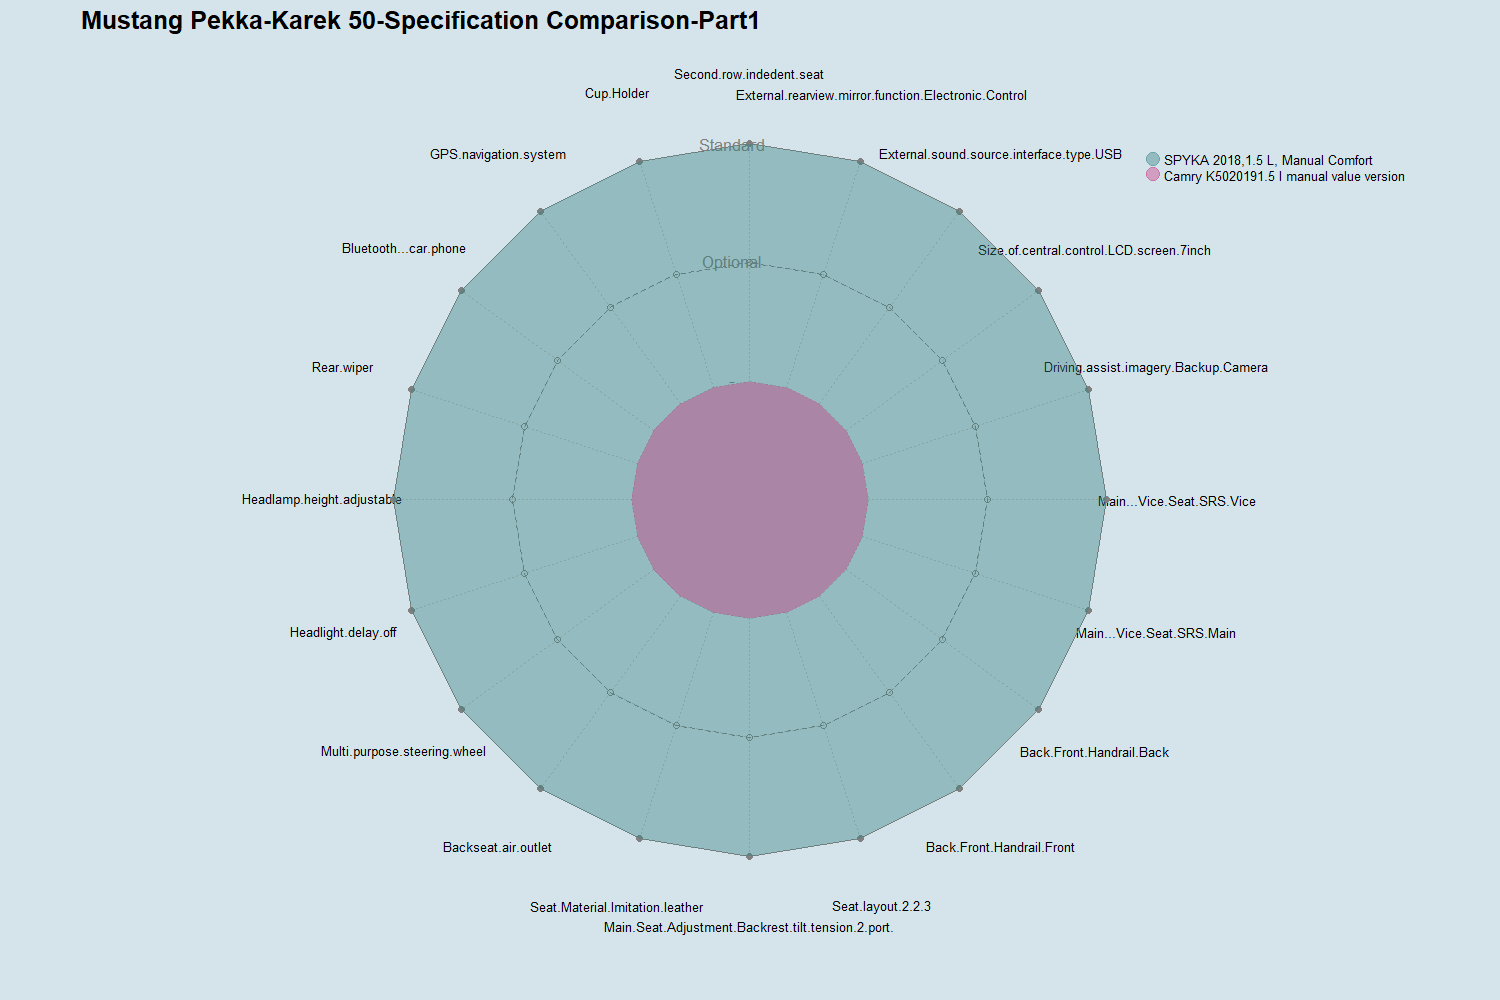 Mustang Pekka-Karek 50-Specification Comparison-Part1
Second.row.indedent.seat
Cup.Holder
External.rearview.mirror.function.Electronic.Control
Standard
GPS.navigation.system
External.sound.source.interface.type.USB
SPYKA 2018,1.5 L, Manual Comfort
Camry K5020191.5 l manual value version
Bluetooth...car.phone
Size.of.central.control.LCD.screen.7inch
Optional
Rear.wiper
Driving.assist.imagery.Backup.Camera
-
Headlamp.height.adjustable
Main...Vice.Seat.SRS.Vice
Headlight.delay.off
Main...Vice.Seat.SRS.Main
Multi.purpose.steering.wheel
Back.Front.Handrail.Back
Backseat.air.outlet
Back.Front.Handrail.Front
Seat.Material.Imitation.leather
Seat.layout.2.2.3
Main.Seat.Adjustment.Backrest.tilt.tension.2.port.